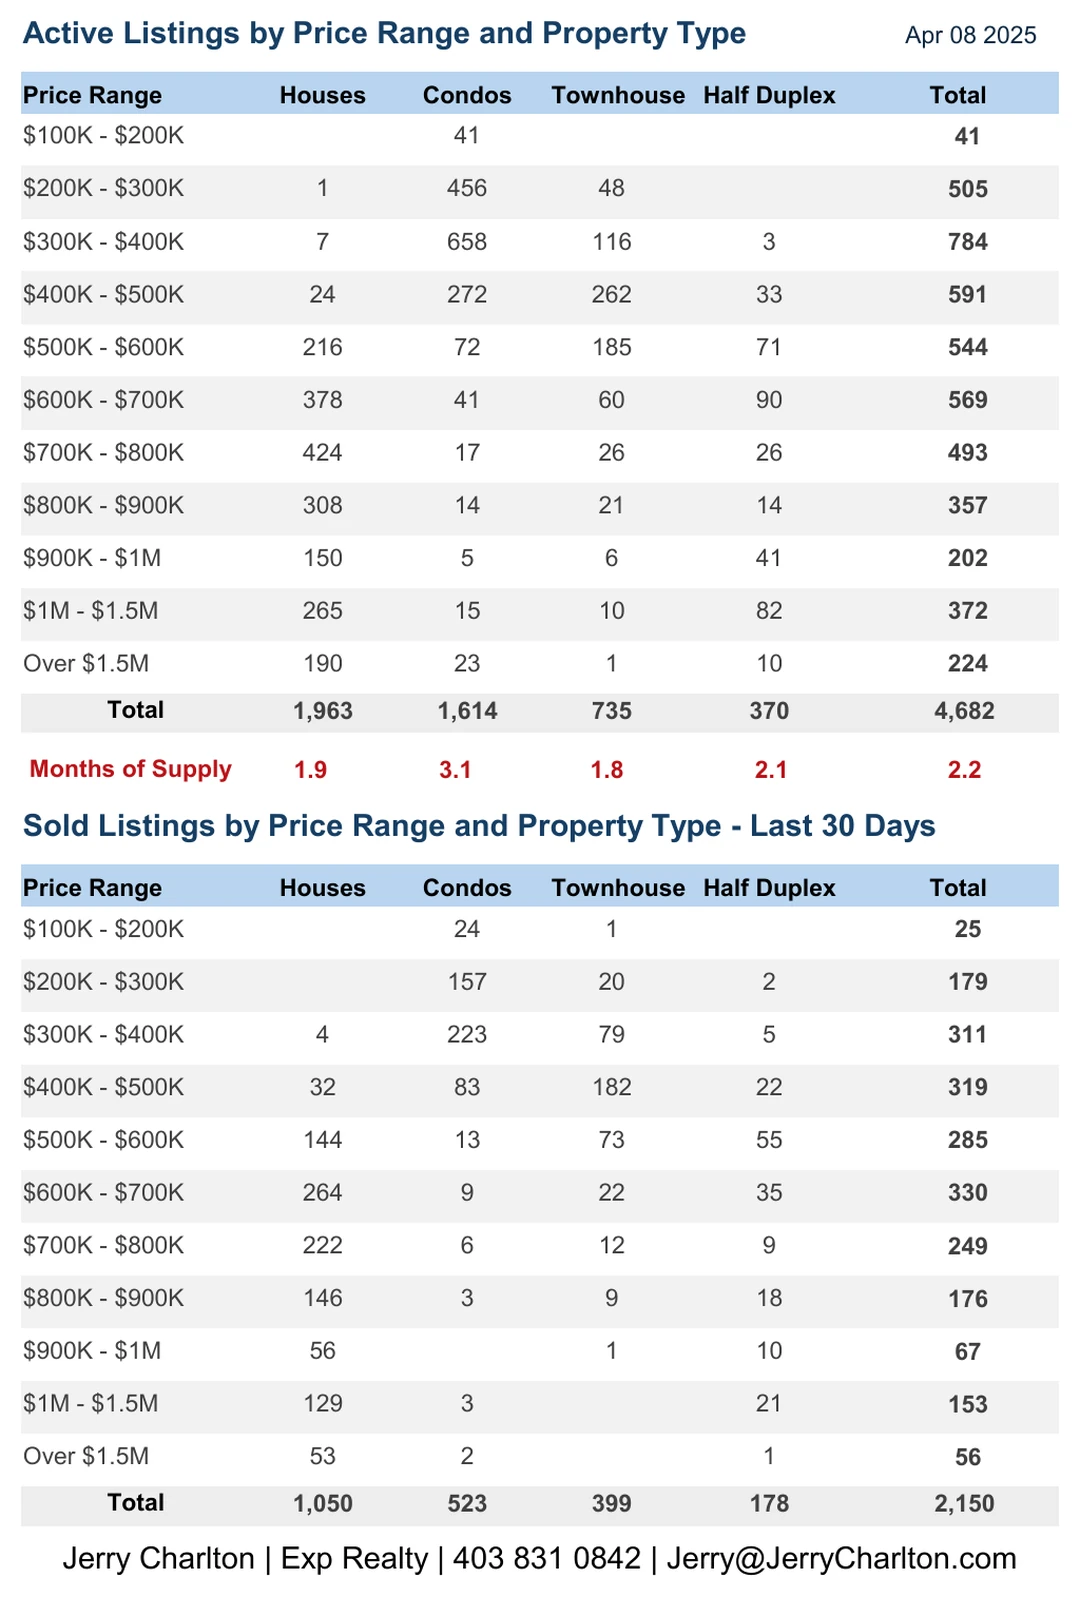 Active Listings by Price Range and Property Type Apr 08 2025
Price Range Houses Condos Townhouse Half Duplex Total
$100K - $200K 41 41
$200K - $300K 1 456 48 505
$300K - $400K 7 658 116 3 784
$400K - $500K 24 272 262 33 591
$500K - $600K 216 72 185 71 544
$600K - $700K 378 41 60 90 569
$700K - $800K 424 17 26 26 493
$800K - $900K 308 14 21 14 357
$900K - $1M 150 5 6 41 202
$1M - $1.5M 265 15 10 82 372
Over $1.5M 190 23 1 10 224
Total 1,963 1,614 735 370 4,682
Months of Supply 1.9 3.1 1.8 2.1 2.2
Sold Listings by Price Range and Property Type - Last 30 Days
Price Range Houses Condos Townhouse Half Duplex Total
$100K - $200K 24 1 25
$200K - $300K 157 20 2 179
$300K - $400K 4 223 79 5 311
$400K - $500K 32 83 182 22 319
$500K - $600K 144 13 73 55 285
$600K - $700K 264 9 22 35 330
$700K - $800K 222 6 12 9 249
$800K - $900K 146 3 9 18 176
$900K - $1M 56 1 10 67
$1M - $1.5M 129 3 21 153
Over $1.5M 53 2 1 56
Total 1,050 523 399 178 2,150
Jerry Charlton | Exp Realty | 403 831 0842 | Jerry@JerryCharlton.com